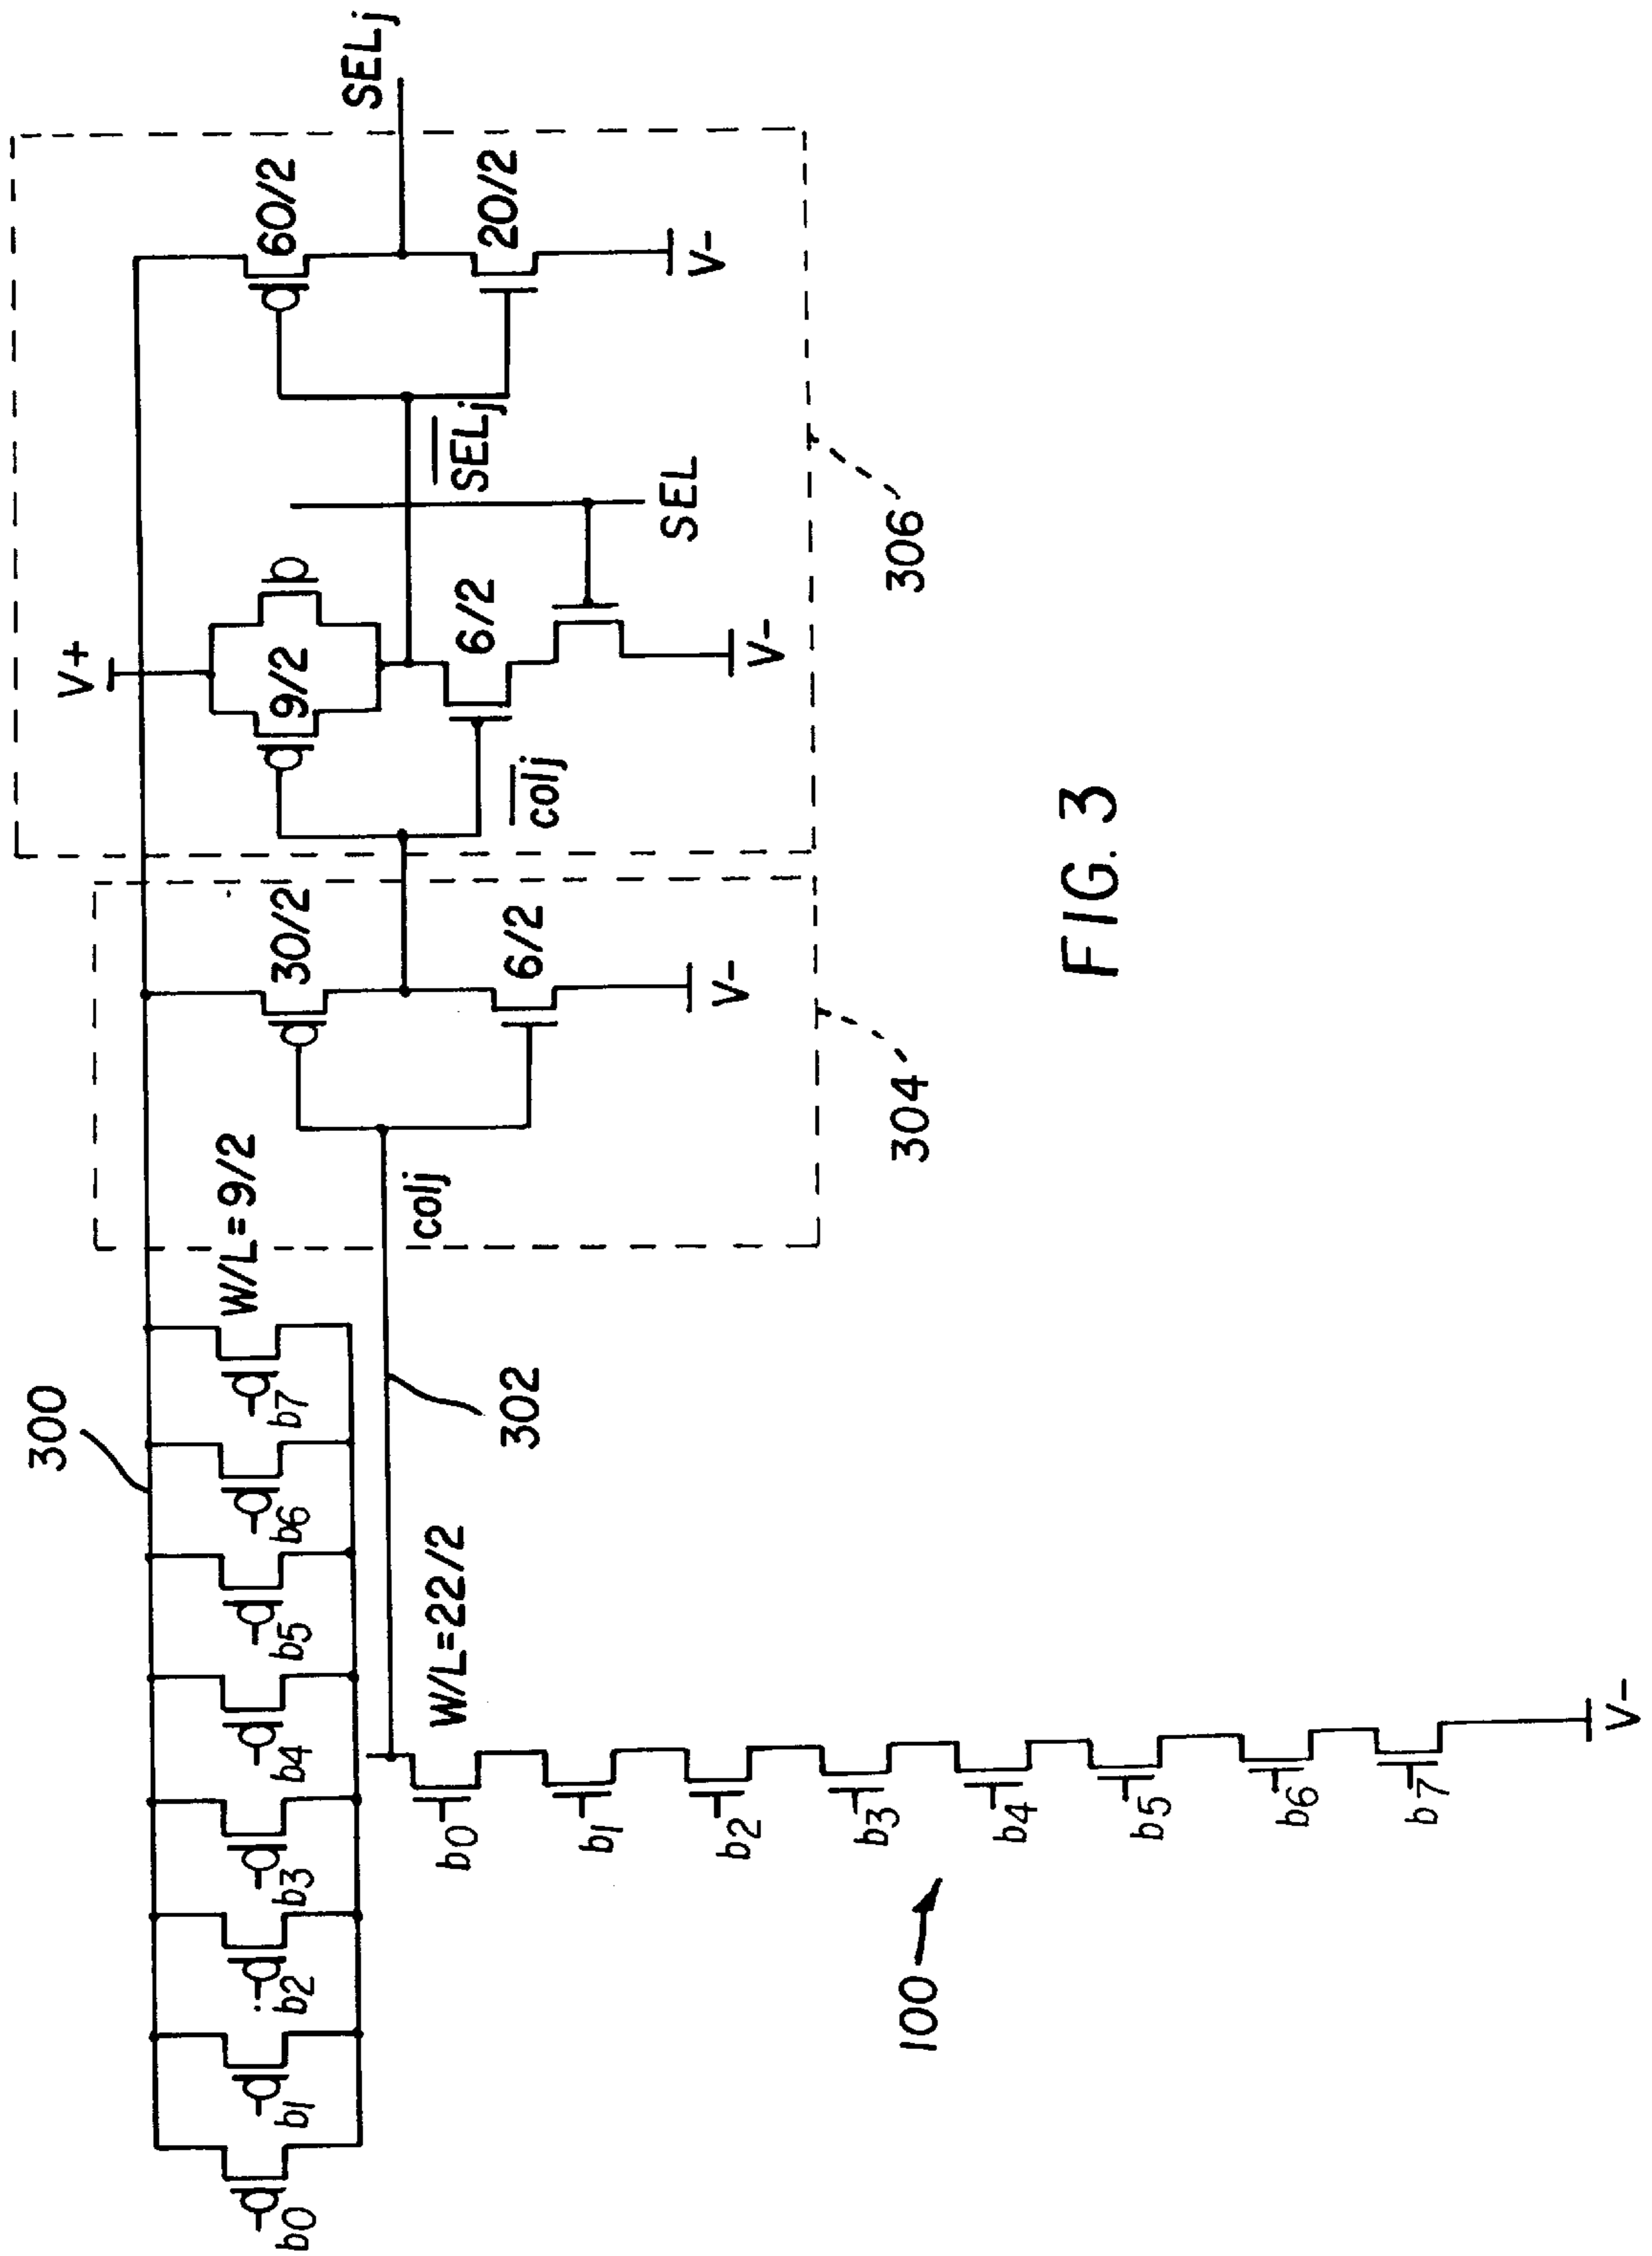 300
b0
b1
b2
b3
b4
b5
b6
b7
W/L=9/2
302
W/L=22/2
b0
b1
b2
b3
b4
b5
b6
b7
V-
100
colj
30/2
6/2
V-
304
V+
9/2
6/2
colj
V-
SELj
SEL
60/2
20/2
V-
SELj
306
FIG. 3